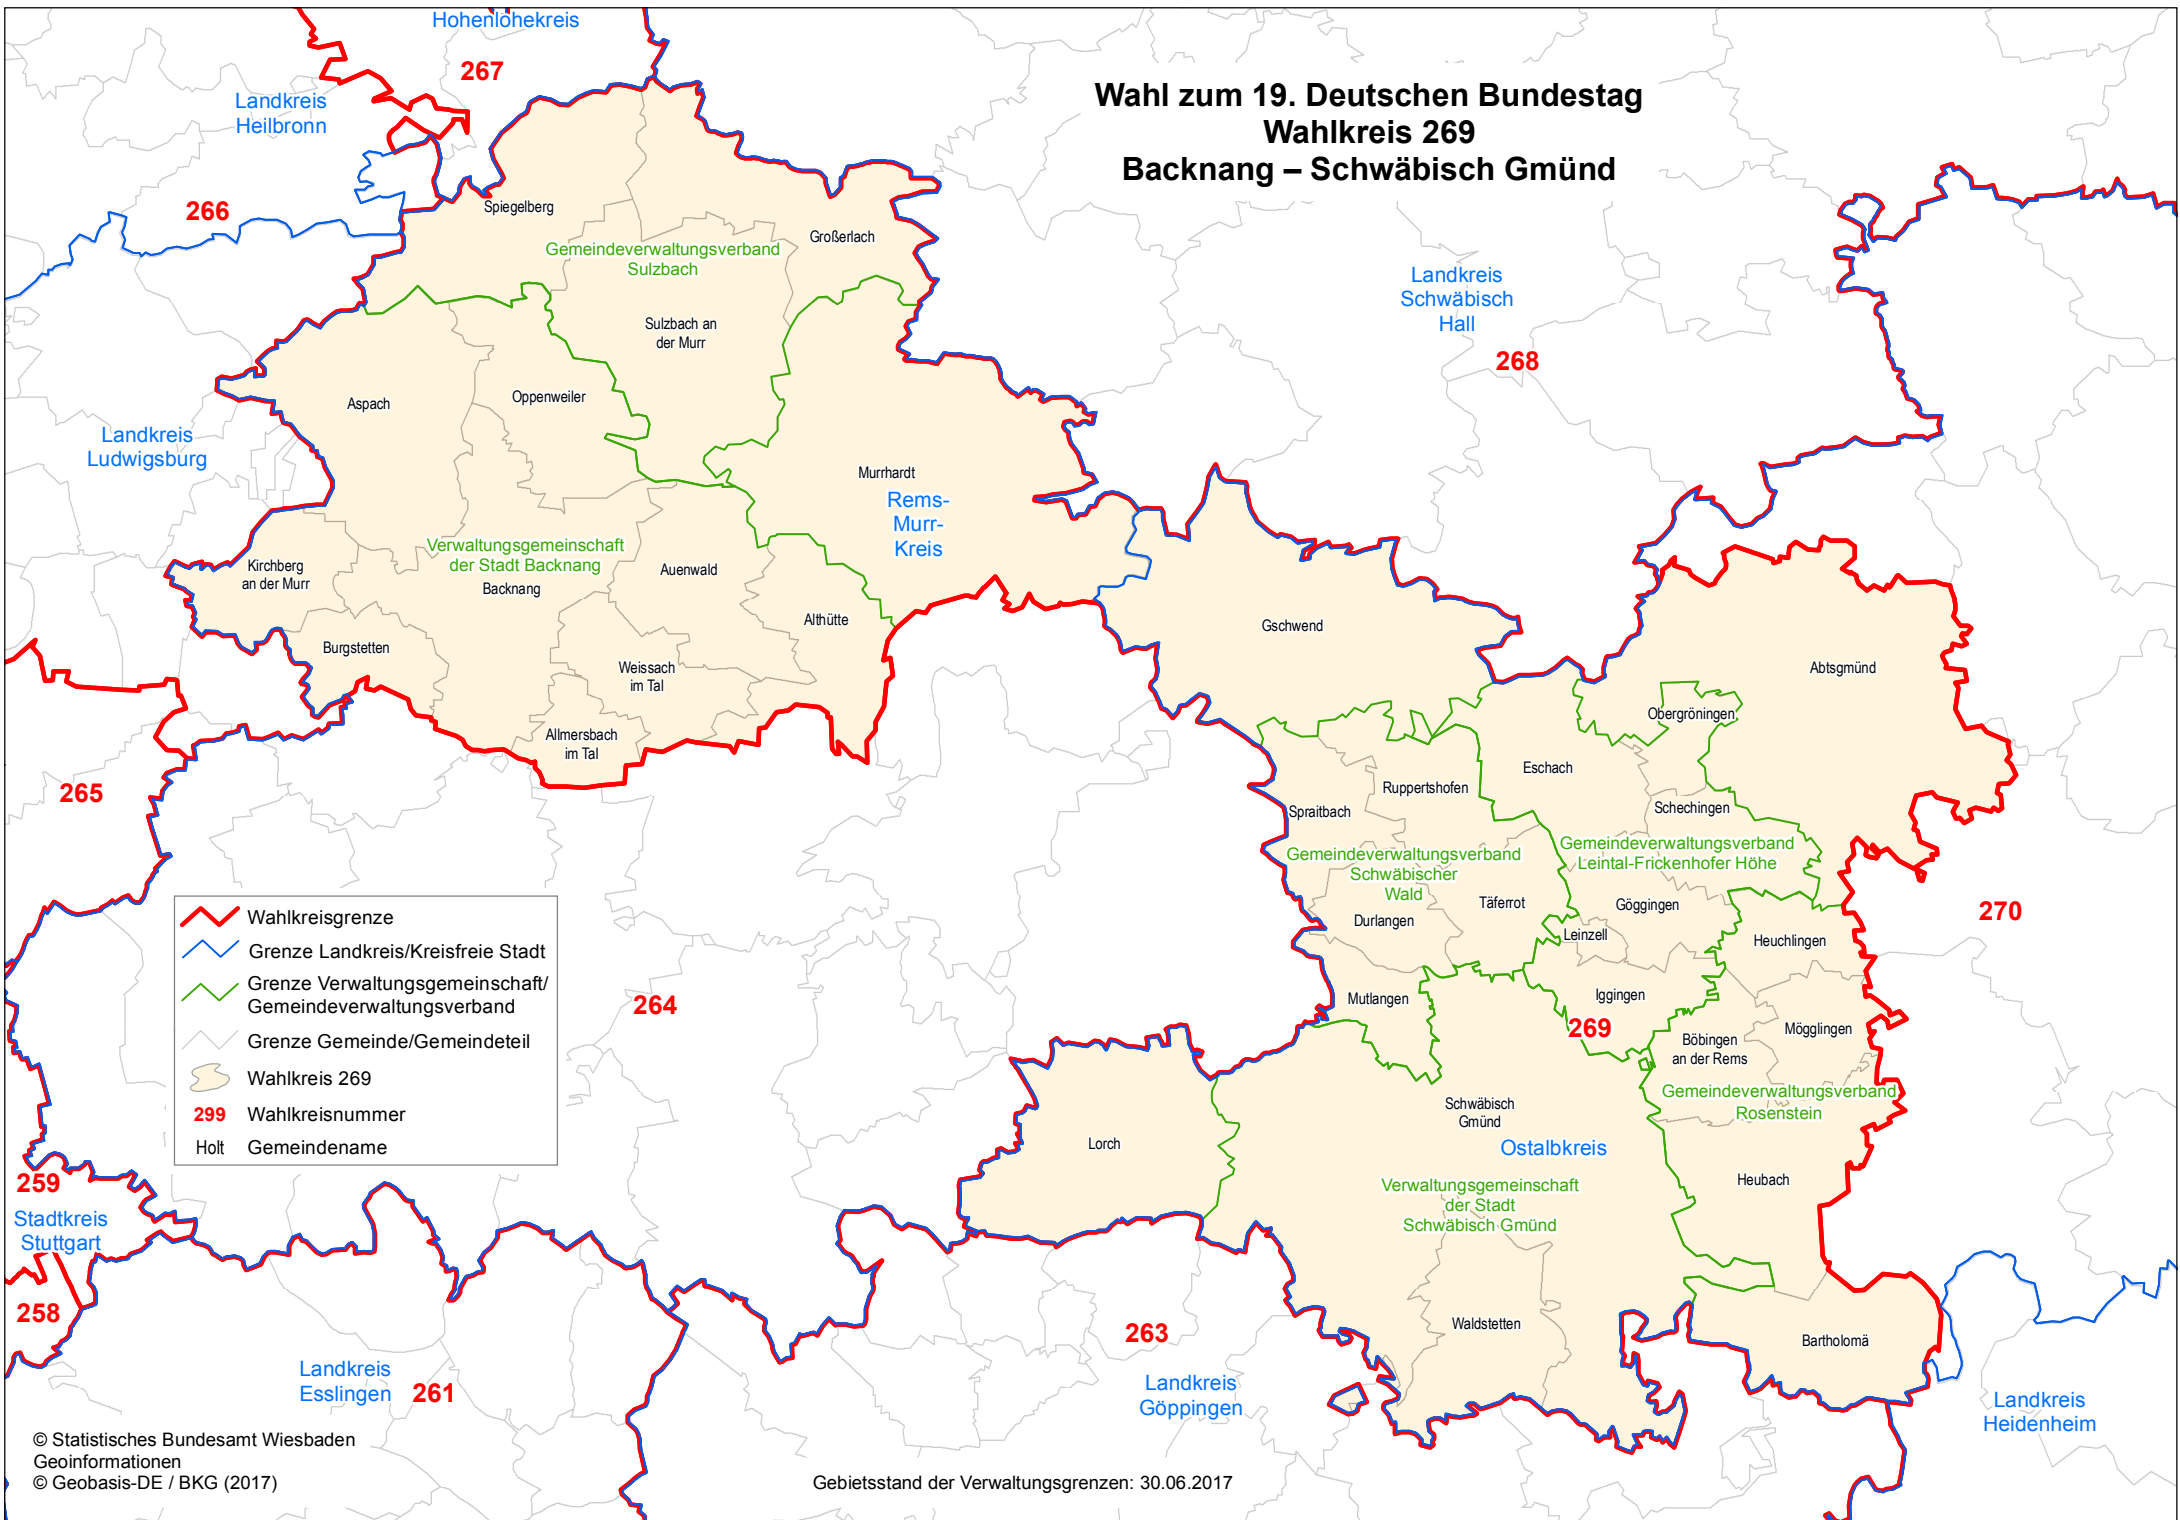 Wahl zum 19. Deutschen Bundestag
Wahlkreis 269
Backnang – Schwäbisch Gmünd
Hohenlohekreis
267
Landkreis
Heilbronn
266
Spiegelberg
Großerlach
Gemeindeverwaltungsverband
Sulzbach
Sulzbach an
der Murr
Landkreis
Schwäbisch
Hall
268
Aspach
Oppenweiler
Landkreis
Ludwigsburg
Murrhardt
Rems-
Murr-
Kreis
Verwaltungsgemeinschaft
der Stadt Backnang
Backnang
Kirchberg
an der Murr
Auenwald
Althütte
Burgstetten
Weissach
im Tal
Allmersbach
im Tal
Gschwend
Abtsgmünd
Obergröningen
Eschach
Ruppertshofen
Schechingen
Spraitbach
265
Gemeindeverwaltungsverband
Schwäbischer
Wald
Gemeindeverwaltungsverband
Leintal-Frickenhofer Höhe
Täferrot
Göggingen
Durlangen
Leinzell
Heuchlingen
270
Mutlangen
Iggingen
269
Böbingen
an der Rems
Mögglingen
Gemeindeverwaltungsverband
Rosenstein
264
Wahlkreisgrenze
Grenze Landkreis/Kreisfreie Stadt
Grenze Verwaltungsgemeinschaft/
Gemeindeverwaltungsverband
Grenze Gemeinde/Gemeindeteil
Wahlkreis 269
299 Wahlkreisnummer
Holt Gemeindename
Schwäbisch
Gmünd
Lorch
Ostalbkreis
Heubach
Verwaltungsgemeinschaft
der Stadt
Schwäbisch Gmünd
259
Stadtkreis
Stuttgart
258
263
Waldstetten
Bartholomä
Landkreis
Esslingen
261
Landkreis
Göppingen
Landkreis
Heidenheim
© Statistisches Bundesamt Wiesbaden
Geoinformationen
© Geobasis-DE / BKG (2017)
Gebietsstand der Verwaltungsgrenzen: 30.06.2017